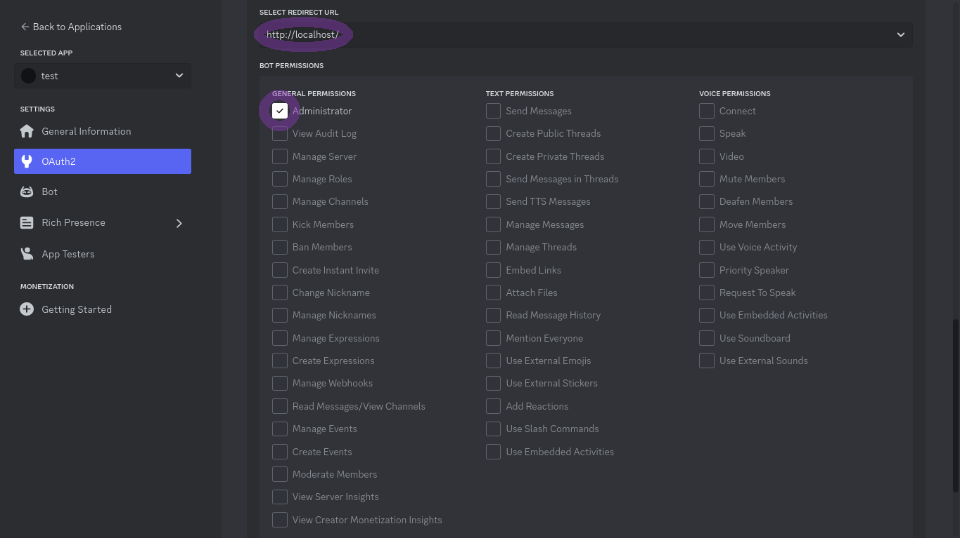 Back to Applications
SELECTED APP
test
SETTINGS
General Information
OAuth2
Bot
Rich Presence
App Testers
MONETIZATION
Getting Started
SELECT REDIRECT URL
http://localhost/
BOT PERMISSIONS
GENERAL PERMISSIONS
Administrator
View Audit Log
Manage Server
Manage Roles
Manage Channels
Kick Members
Ban Members
Create Instant Invite
Change Nickname
Manage Nicknames
Manage Expressions
Create Expressions
Manage Webhooks
Read Messages/View Channels
Manage Events
Create Events
Moderate Members
View Server Insights
View Creator Monetization Insights
TEXT PERMISSIONS
Send Messages
Create Public Threads
Create Private Threads
Send Messages in Threads
Send TTS Messages
Manage Messages
Manage Threads
Embed Links
Attach Files
Read Message History
Mention Everyone
Use External Emojis
Use External Stickers
Add Reactions
Use Slash Commands
Use Embedded Activities
VOICE PERMISSIONS
Connect
Speak
Video
Mute Members
Deafen Members
Move Members
Use Voice Activity
Priority Speaker
Request To Speak
Use Embedded Activities
Use Soundboard
Use External Sounds